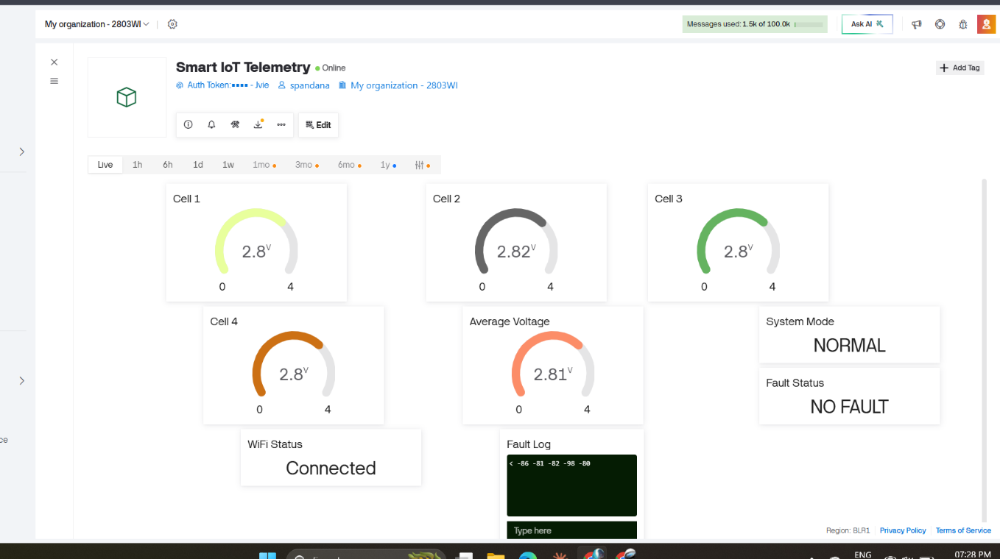 My organization - 2803WI
Messages used: 1.5k of 100.0k
Ask AI
Smart IoT Telemetry
Online
Add Tag
Auth Token:•••• - Jvie
spandana
My organization - 2803WI
Edit
Live 1h 6h 1d 1w 1mo 3mo 6mo 1y
Cell 1
2.8V
0 4
Cell 2
2.82V
0 4
Cell 3
2.8V
0 4
Cell 4
2.8V
0 4
Average Voltage
2.81V
0 4
System Mode
NORMAL
Fault Status
NO FAULT
WiFi Status
Connected
Fault Log
< -86 -81 -82 -98 -80
Type here
ce
Region: BLR1 Privacy Policy Terms of Service
ENG
07:28 PM